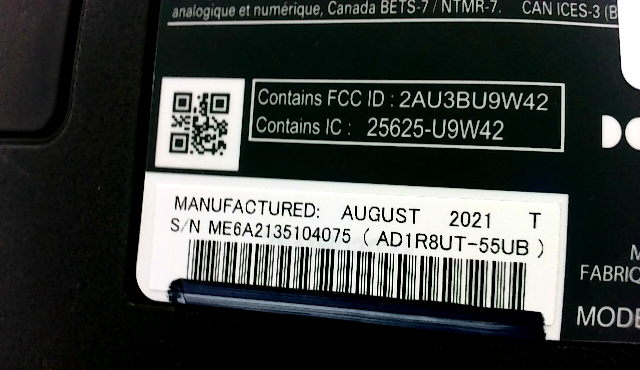 analogique et numérique, Canada BETS-7 / NTMR-7. CAN ICES-3 (B
Contains FCC ID : 2AU3BU9W42
Contains IC : 25625-U9W42
MANUFACTURED: AUGUST 2021 T
S/N ME6A2135104075 ( AD1R8UT-55UB )
FABRIQ
MODE